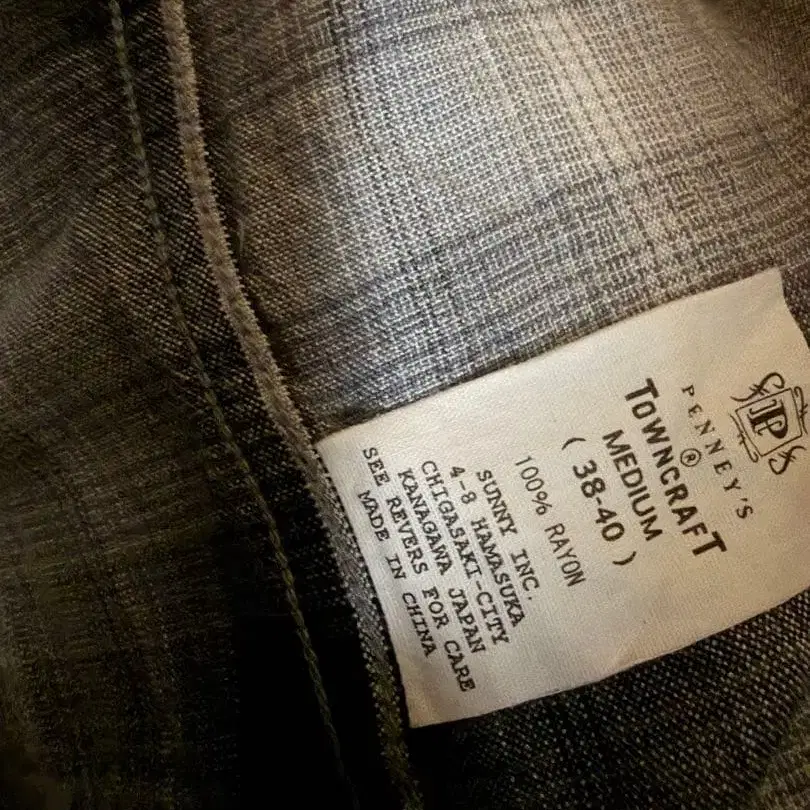 JP
PENNEY'S
®
TOWNCRAFT
MEDIUM
( 38-40 )
100% RAYON
SUNNY INC.
4-8 HAMASUKA
CHIGASAKI-CITY
KANAGAWA JAPAN
SEE REVERS FOR CARE
MADE IN CHINA